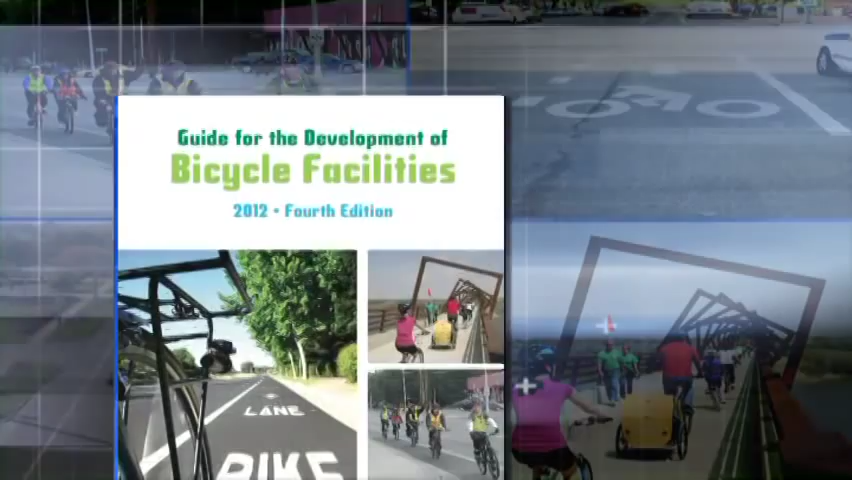 Guide for the Development of
Bicycle Facilities
2012 • Fourth Edition
LANE
BIKE